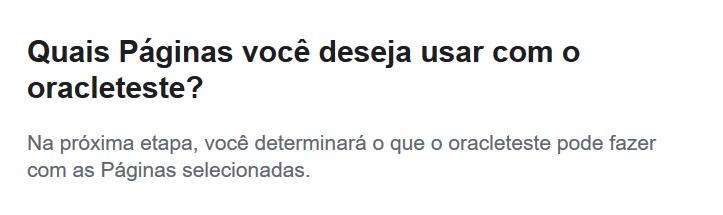 Quais Páginas você deseja usar com o
oracleteste?
Na próxima etapa, você determinará o que o oracleteste pode fazer
com as Páginas selecionadas.